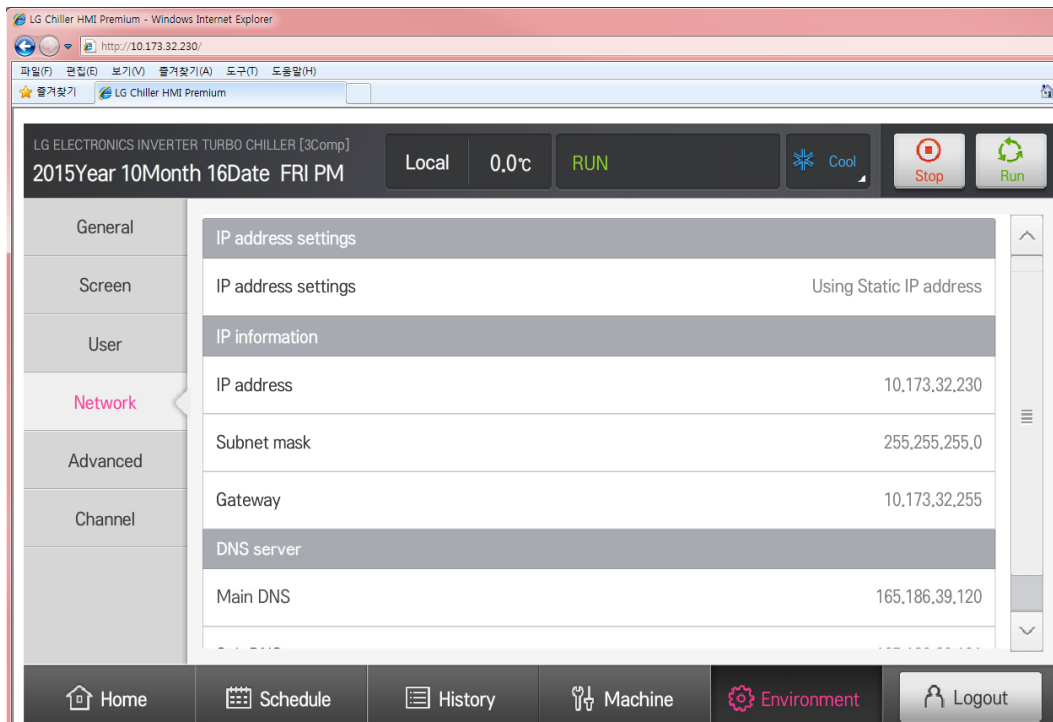 LG Chiller HMI Premium - Windows Internet Explorer
http://10.173.32.230/
파일(F) 편집(E) 보기(V) 즐겨찾기(A) 도구(T) 도움말(H)
즐겨찾기 LG Chiller HMI Premium
LG ELECTRONICS INVERTER TURBO CHILLER [3Comp]
2015Year 10Month 16Date FRI PM
Local 0.0℃ RUN Cool Stop Run
General
Screen
User
Network
Advanced
Channel
IP address settings
IP address settings Using Static IP address
IP information
IP address 10.173.32.230
Subnet mask 255.255.255.0
Gateway 10.173.32.255
DNS server
Main DNS 165.186.39.120
Home Schedule History Machine Environment Logout